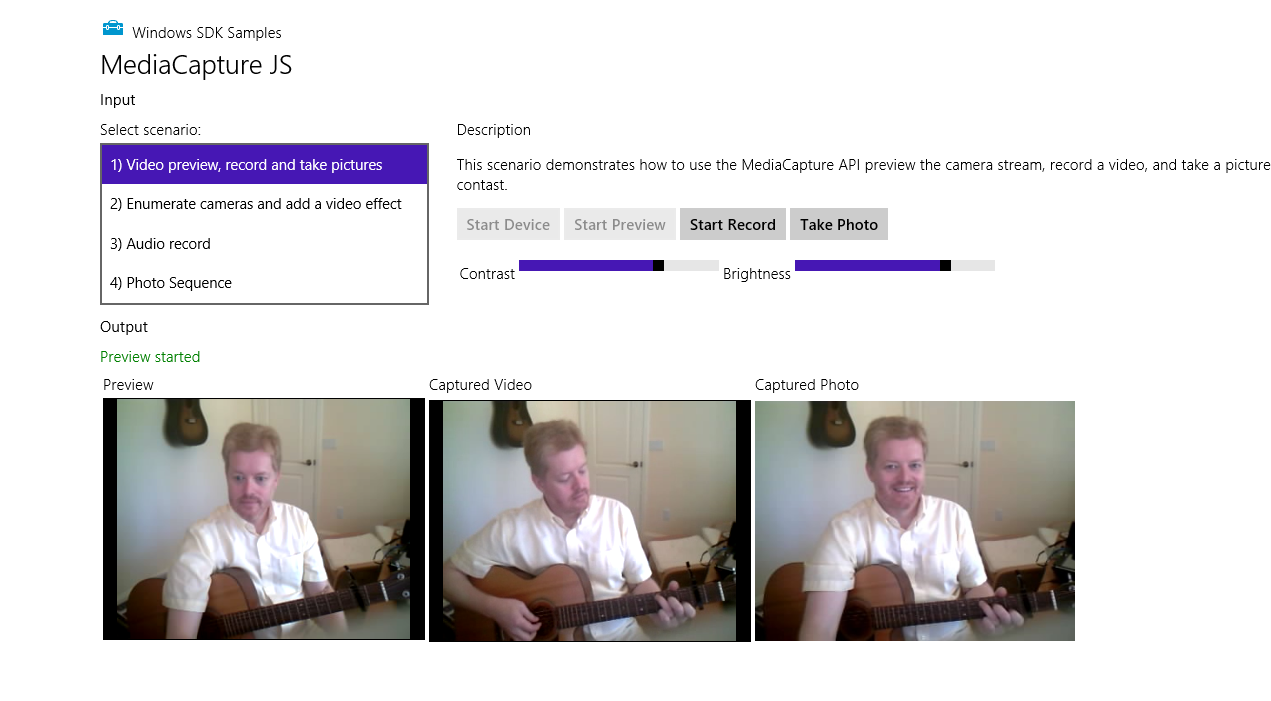 Windows SDK Samples
MediaCapture JS
Input
Select scenario:
1) Video preview, record and take pictures
2) Enumerate cameras and add a video effect
3) Audio record
4) Photo Sequence
Description
This scenario demonstrates how to use the MediaCapture API preview the camera stream, record a video, and take a picture
contast.
Start Device Start Preview Start Record Take Photo
Contrast Brightness
Output
Preview started
Preview Captured Video Captured Photo